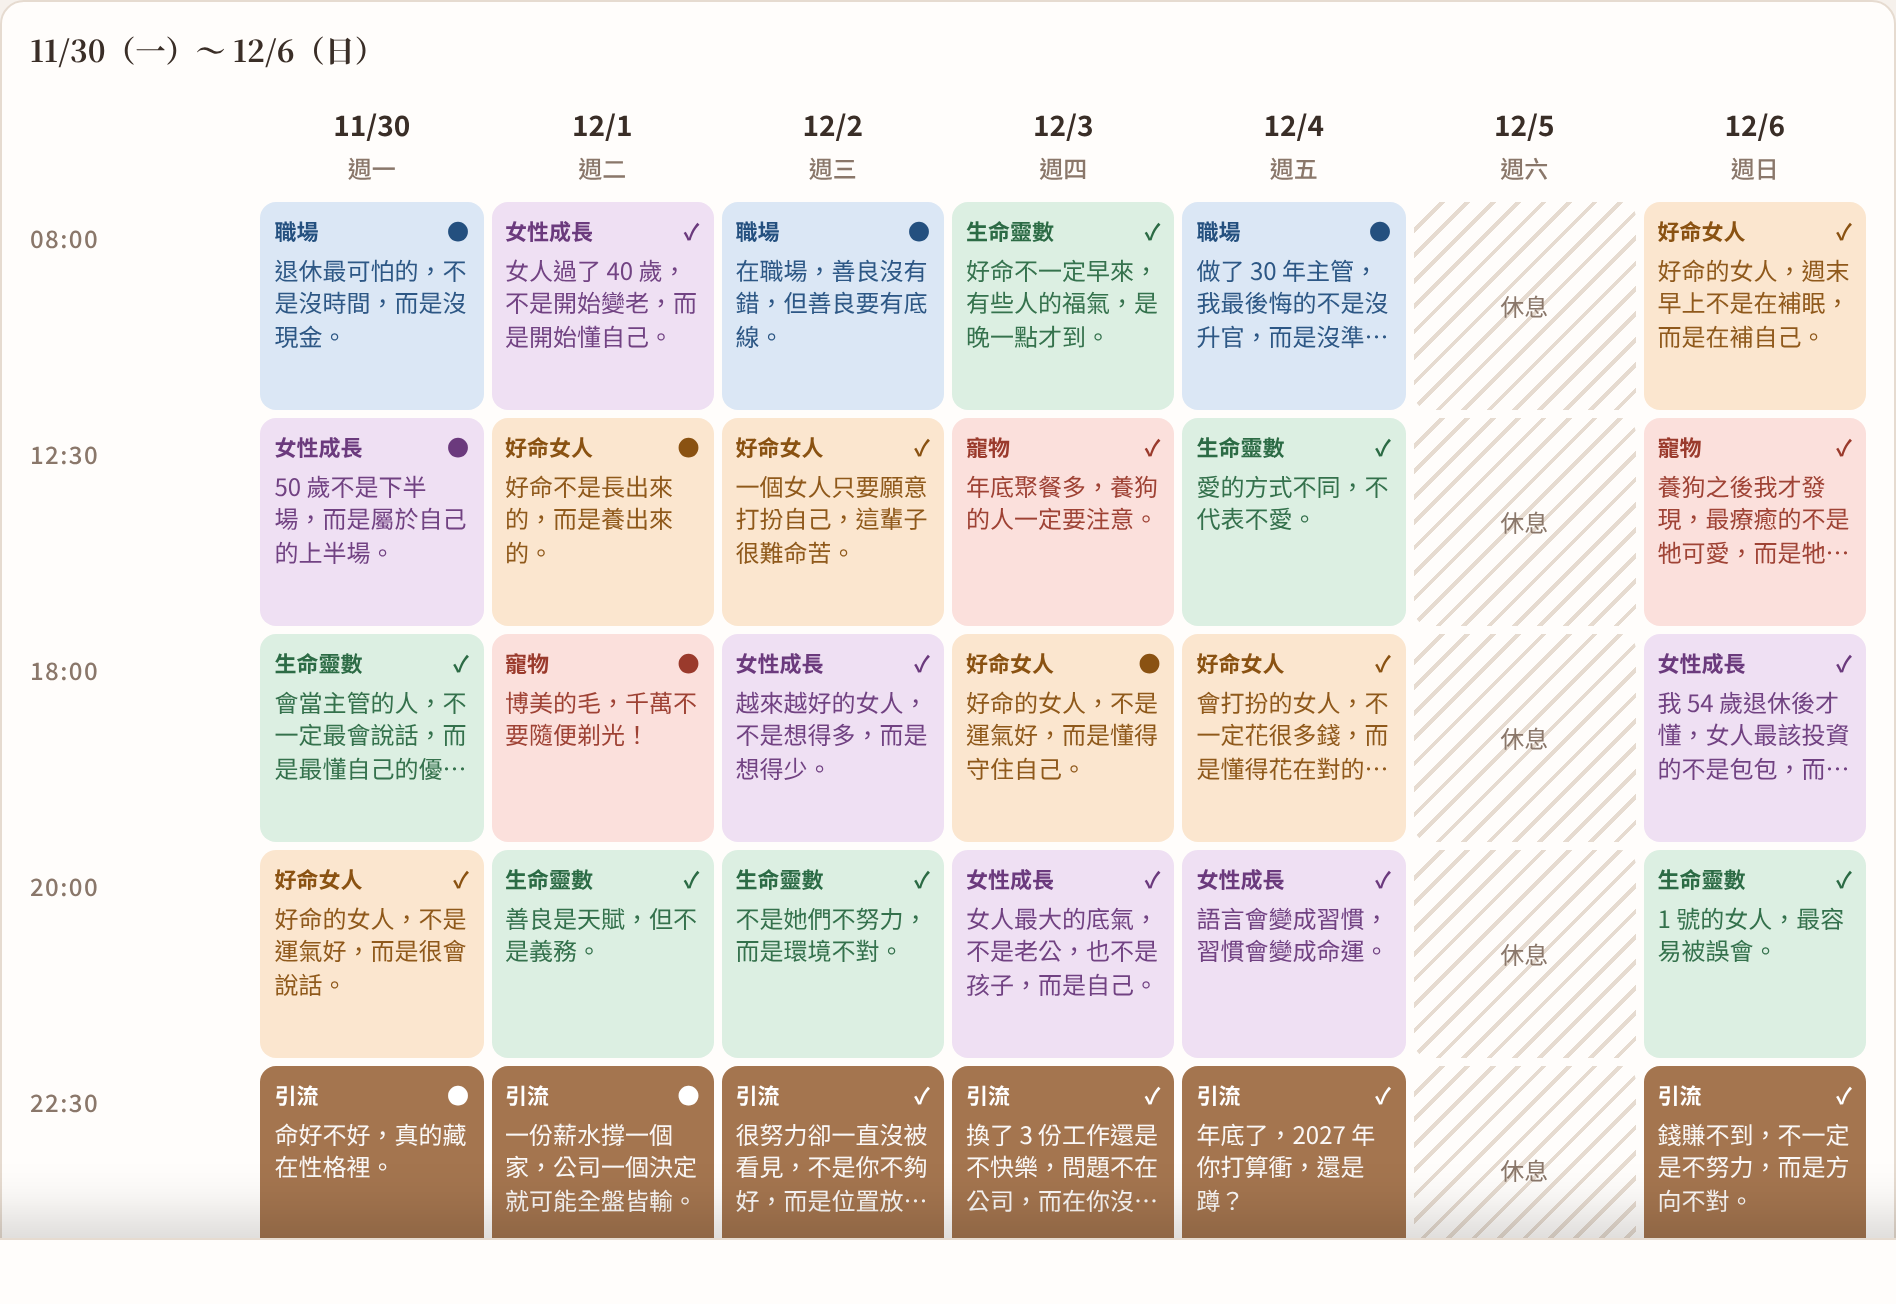 11/30（一）～ 12/6（日）
11/30
12/1
12/2
12/3
12/4
12/5
12/6
週一
週二
週三
週四
週五
週六
週日
08:00
職場
退休最可怕的，不
是沒時間，而是沒
現金。
女性成長 ✓
女人過了 40 歲，
不是開始變老，而
是開始懂自己。
職場
在職場，善良沒有
錯，但善良要有底
線。
生命靈數 ✓
好命不一定早來，
有些人的福氣，是
晚一點才到。
職場
做了 30 年主管，
我最後悔的不是沒
升官，而是沒準…
休息
好命女人 ✓
好命的女人，週末
早上不是在補眠，
而是在補自己。
12:30
女性成長
50 歲不是下半
場，而是屬於自己
的上半場。
好命女人
好命不是長出來
的，而是養出來
的。
好命女人 ✓
一個女人只要願意
打扮自己，這輩子
很難命苦。
寵物 ✓
年底聚餐多，養狗
的人一定要注意。
生命靈數 ✓
愛的方式不同，不
代表不愛。
休息
寵物 ✓
養狗之後我才發
現，最療癒的不是
牠可愛，而是牠…
18:00
生命靈數 ✓
會當主管的人，不
一定最會說話，而
是最懂自己的優…
寵物
博美的毛，千萬不
要隨便剃光！
女性成長 ✓
越來越好的女人，
不是想得多，而是
想得少。
好命女人
好命的女人，不是
運氣好，而是懂得
守住自己。
好命女人 ✓
會打扮的女人，不
一定花很多錢，而
是懂得花在對的…
休息
女性成長 ✓
我 54 歲退休後才
懂，女人最該投資
的不是包包，而…
20:00
好命女人 ✓
好命的女人，不是
運氣好，而是很會
說話。
生命靈數 ✓
善良是天賦，但不
是義務。
生命靈數 ✓
不是她們不努力，
而是環境不對。
女性成長 ✓
女人最大的底氣，
不是老公，也不是
孩子，而是自己。
女性成長 ✓
語言會變成習慣，
習慣會變成命運。
休息
生命靈數 ✓
1 號的女人，最容
易被誤會。
22:30
引流
命好不好，真的藏
在性格裡。
引流
一份薪水撐一個
家，公司一個決定
就可能全盤皆輸。
引流 ✓
很努力卻一直沒被
看見，不是你不夠
好，而是位置放…
引流 ✓
換了 3 份工作還是
不快樂，問題不在
公司，而在你沒…
引流 ✓
年底了，2027 年
你打算衝，還是
蹲？
休息
引流 ✓
錢賺不到，不一定
是不努力，而是方
向不對。